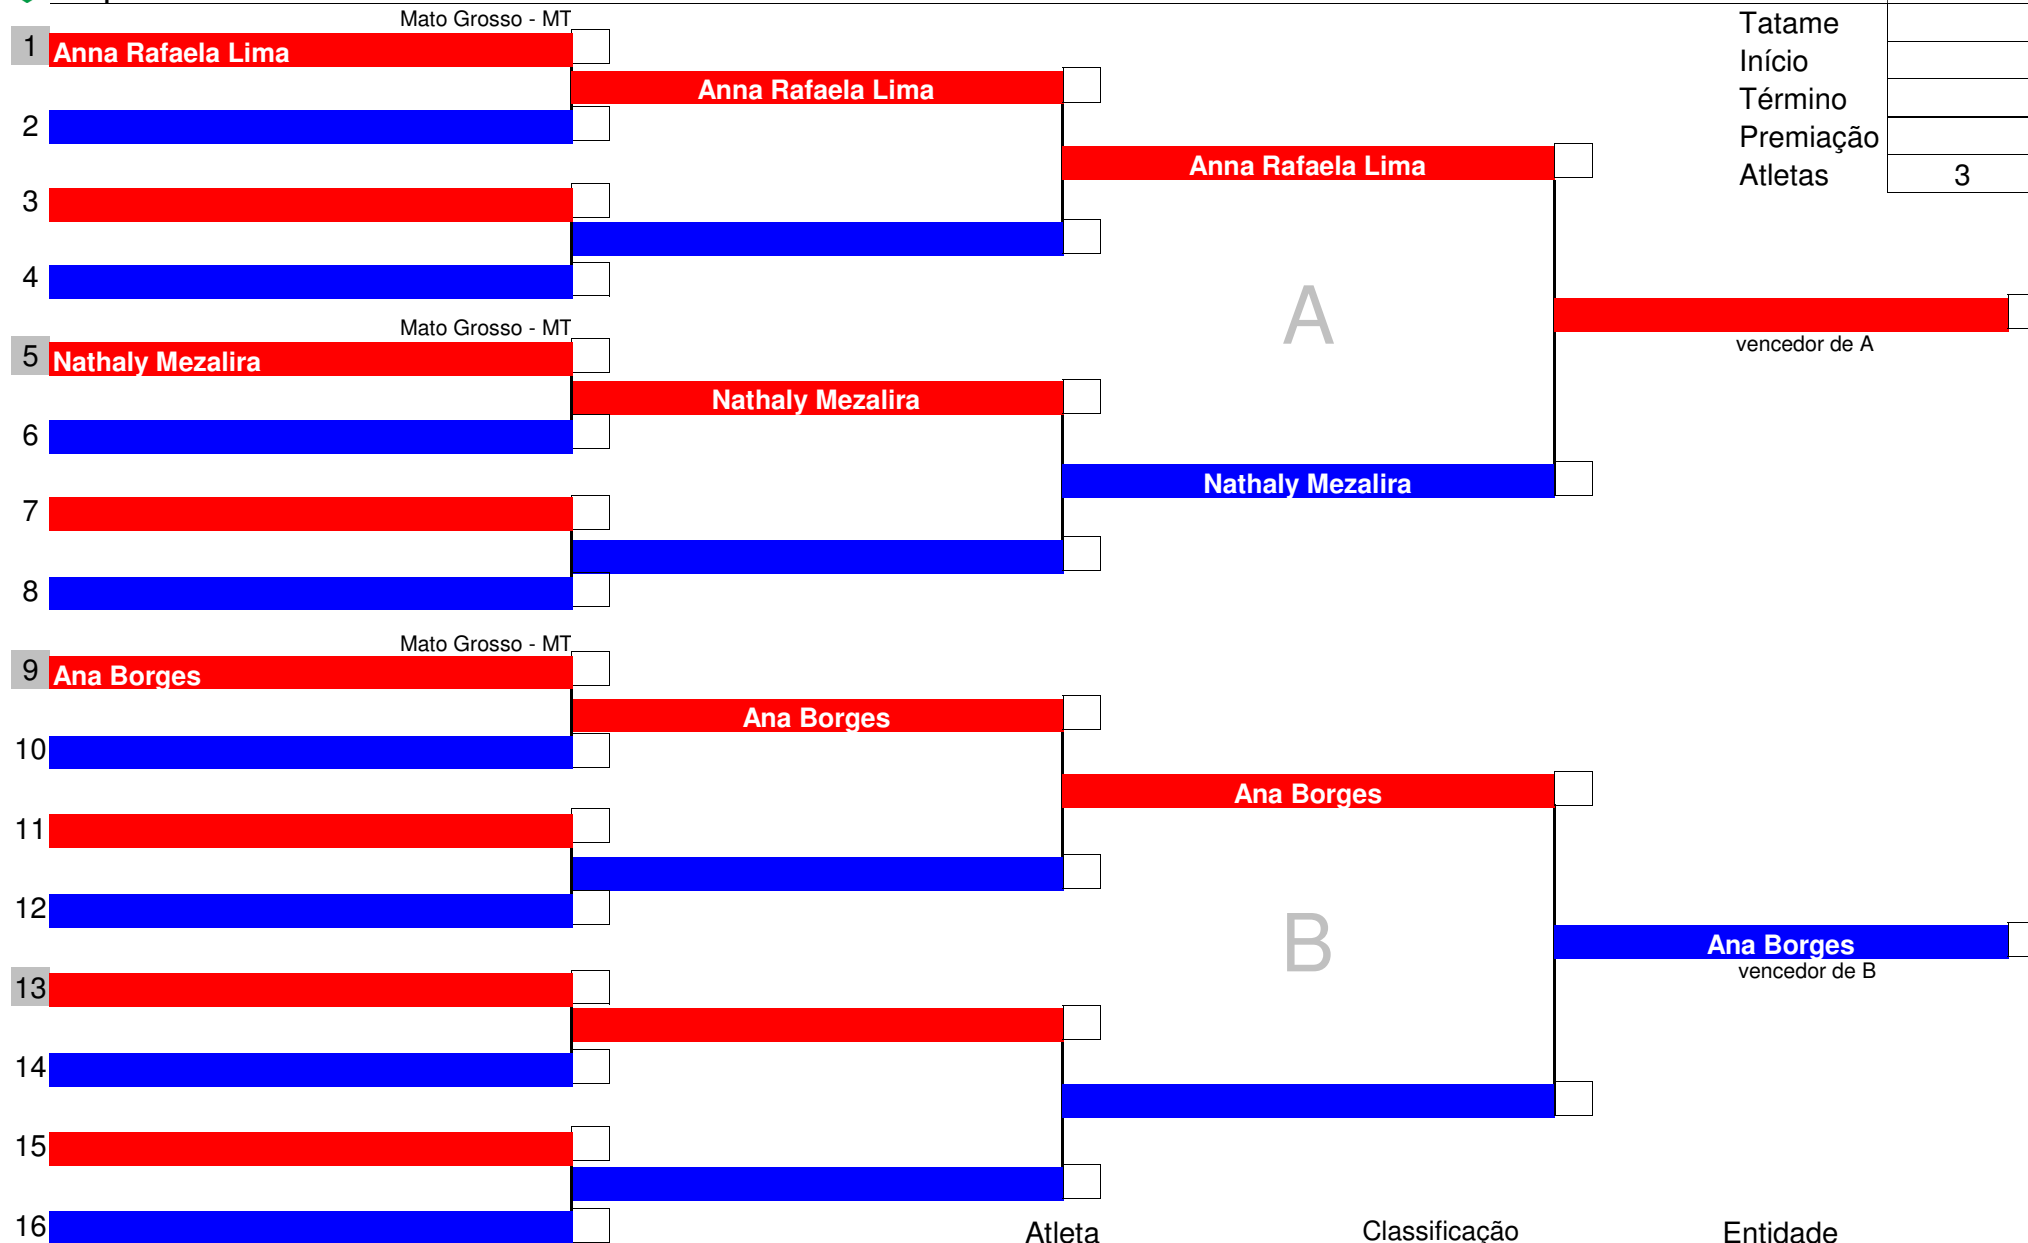 Mato Grosso - MT
Tatame
1 Anna Rafaela Lima
Início
Anna Rafaela Lima
Término
2
Premiação
Anna Rafaela Lima
Atletas 3
3
4
A
Mato Grosso - MT
vencedor de A
5 Nathaly Mezalira
Nathaly Mezalira
6
Nathaly Mezalira
7
8
Mato Grosso - MT
9 Ana Borges
Ana Borges
10
Ana Borges
11
12
B
Ana Borges
vencedor de B
13
14
15
16
Atleta Classificação Entidade